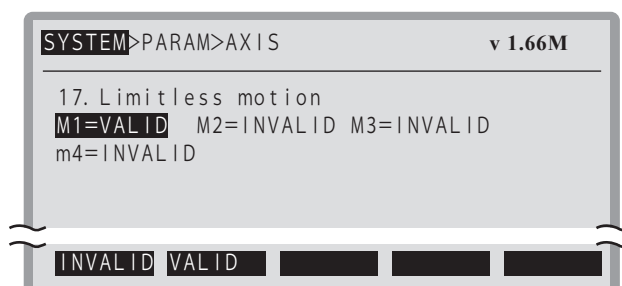 SYSTEM>PARAM>AXIS v 1.66M
17. Limitless motion
M1=VALID M2=INVALID M3=INVALID
m4=INVALID
INVALID VALID